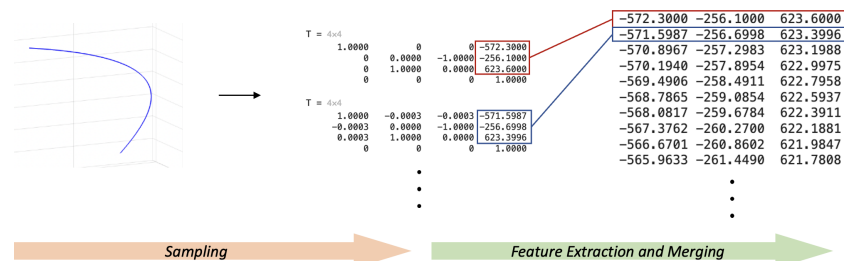 T = 4x4
1.0000 0 0 -572.3000
0 0.0000 -1.0000 -256.1000
0 1.0000 0.0000 623.6000
0 0 0 1.0000
T = 4x4
1.0000 -0.0003 -0.0003 -571.5987
-0.0003 0.0000 -1.0000 -256.6998
0.0003 1.0000 0.0000 623.3996
0 0 0 1.0000
-572.3000 -256.1000 623.6000
-571.5987 -256.6998 623.3996
-570.8967 -257.2983 623.1988
-570.1940 -257.8954 622.9975
-569.4906 -258.4911 622.7958
-568.7865 -259.0854 622.5937
-568.0817 -259.6784 622.3911
-567.3762 -260.2700 622.1881
-566.6701 -260.8602 621.9847
-565.9633 -261.4490 621.7808
Sampling
Feature Extraction and Merging